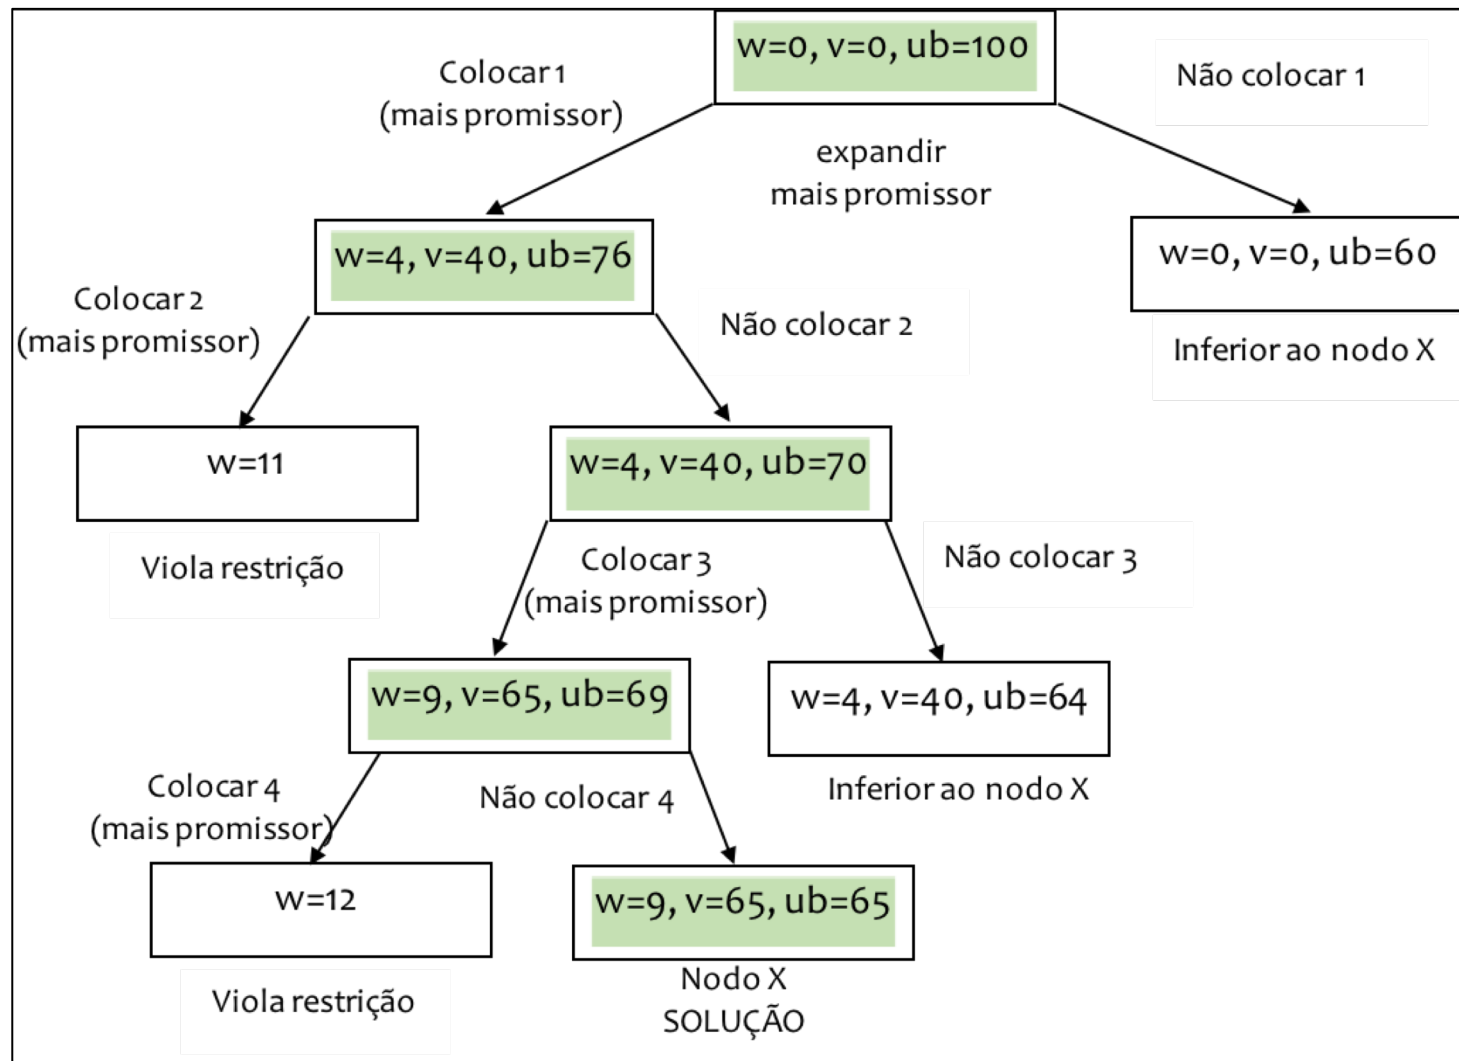 w=0, v=0, ub=100
Colocar 1
(mais promissor)
Não colocar 1
expandir
mais promissor
w=4, v=40, ub=76
w=0, v=0, ub=60
Inferior ao nodo X
Colocar 2
(mais promissor)
Não colocar 2
w=11
Viola restrição
w=4, v=40, ub=70
Colocar 3
(mais promissor)
Não colocar 3
w=9, v=65, ub=69
w=4, v=40, ub=64
Inferior ao nodo X
Colocar 4
(mais promissor)
Não colocar 4
w=12
Viola restrição
w=9, v=65, ub=65
Nodo X
SOLUÇÃO